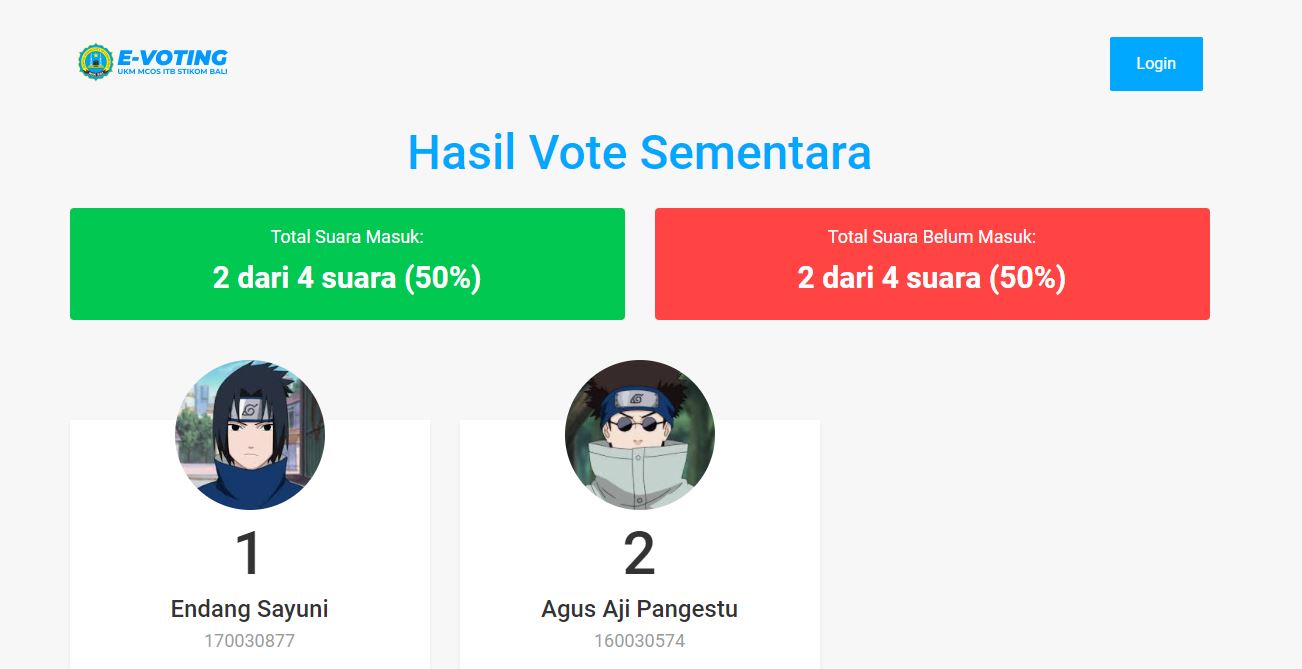 E-VOTING
UKM MCOS ITB STIKOM BALI
Login
Hasil Vote Sementara
Total Suara Masuk:
2 dari 4 suara (50%)
Total Suara Belum Masuk:
2 dari 4 suara (50%)
1
Endang Sayuni
170030877
2
Agus Aji Pangestu
160030574